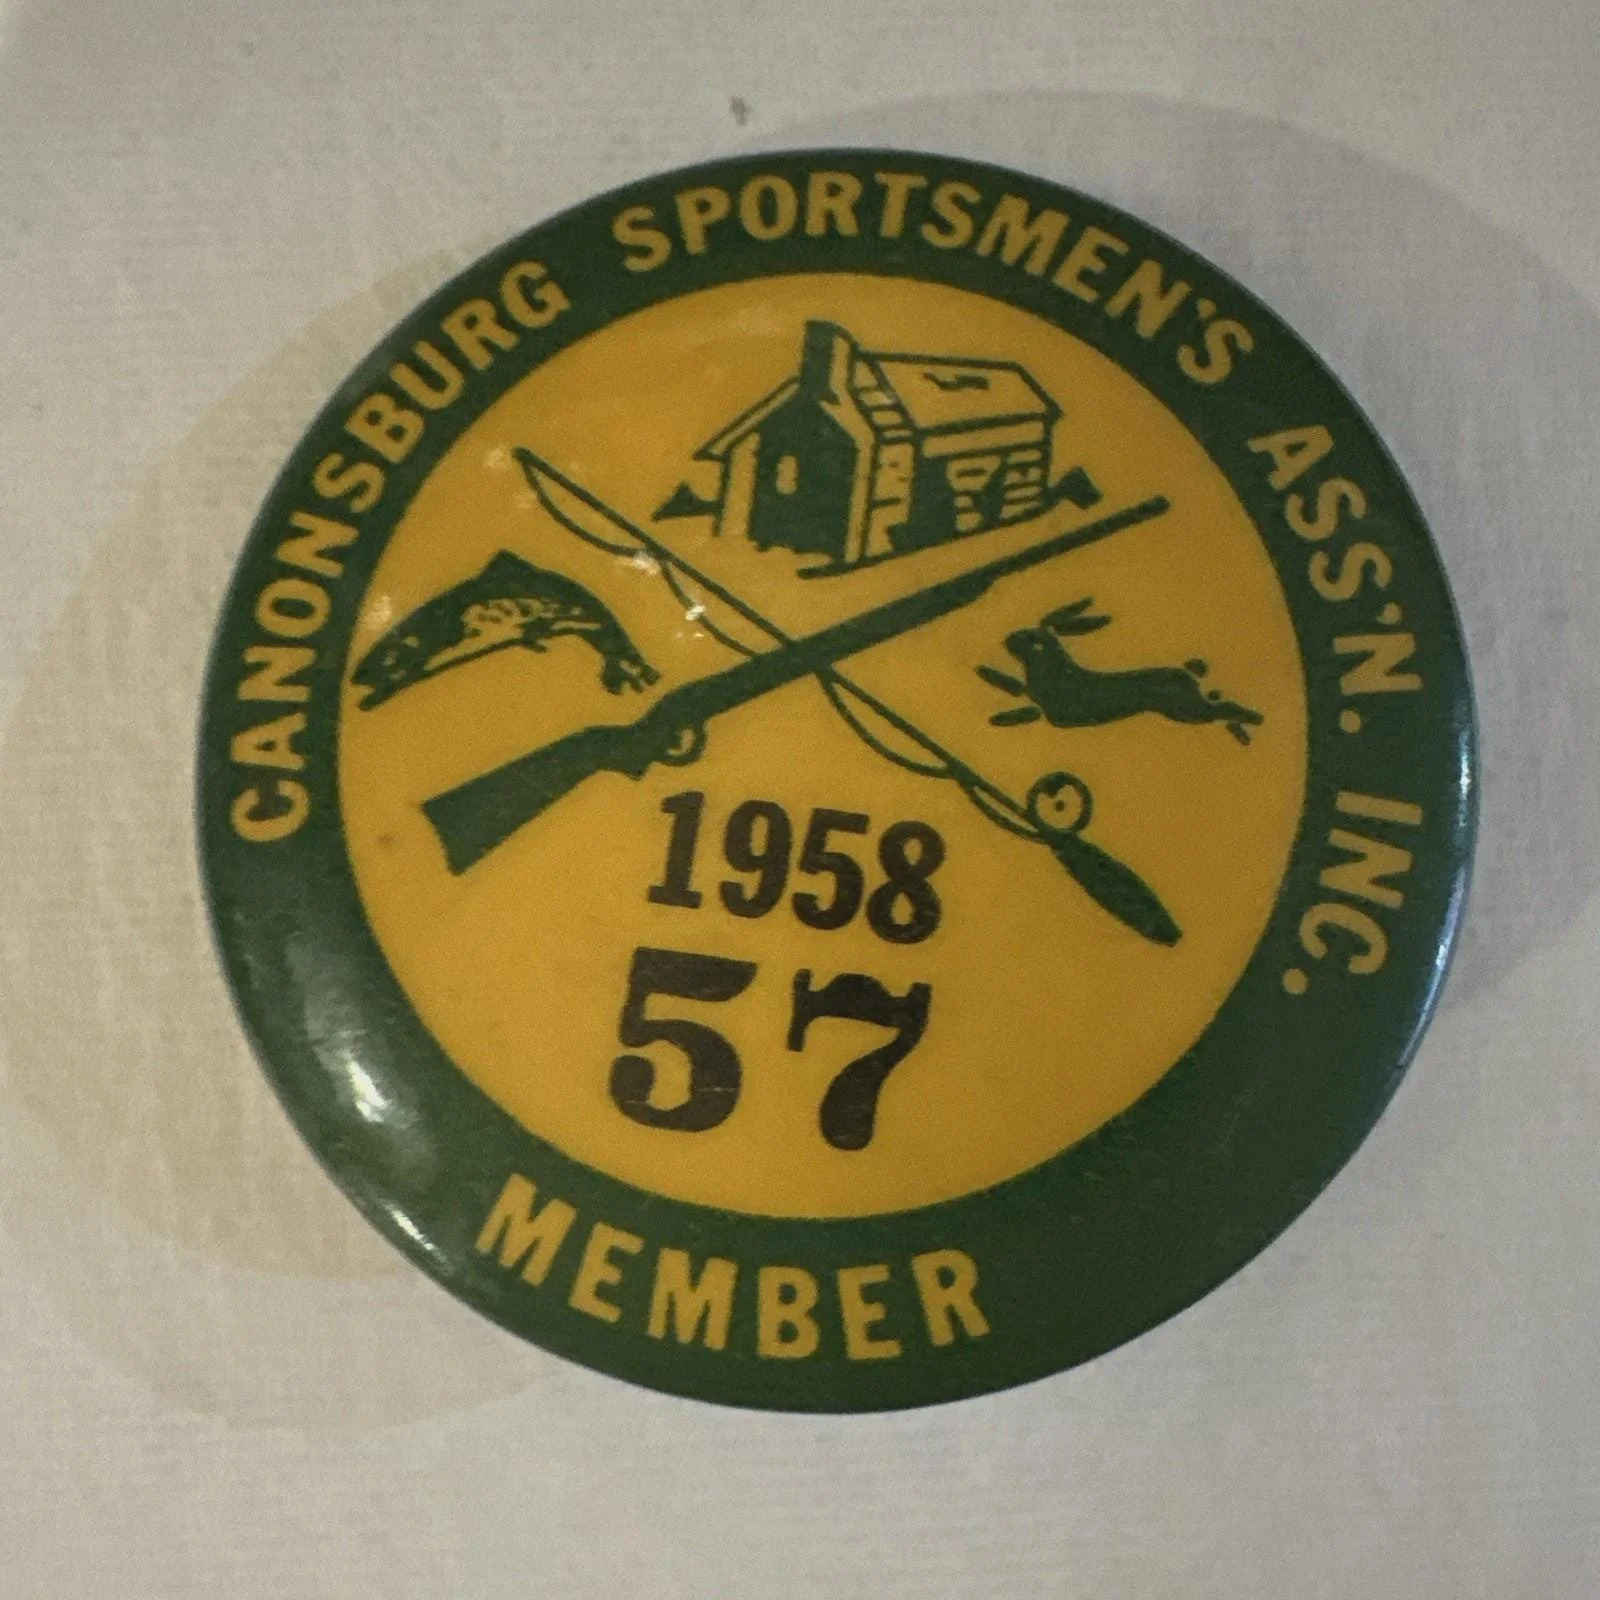 CANONSBURG SPORTSMEN'S ASS'N. INC.
1958
57
MEMBER